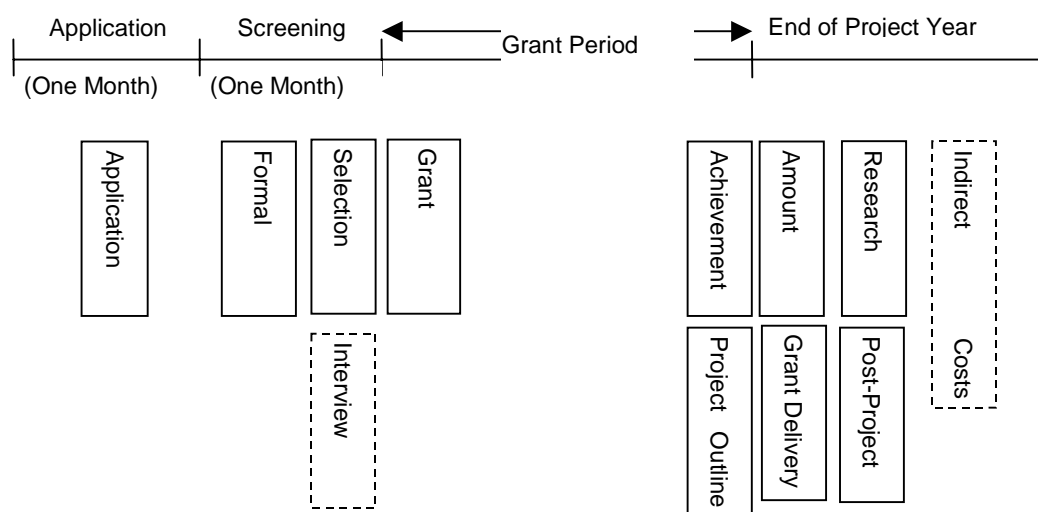 Application
Screening
Grant Period
End of Project Year
(One Month)
(One Month)
Application
Formal
Selection
Grant
Achievement
Amount
Research
Indirect Costs
Interview
Project Outline
Grant Delivery
Post-Project